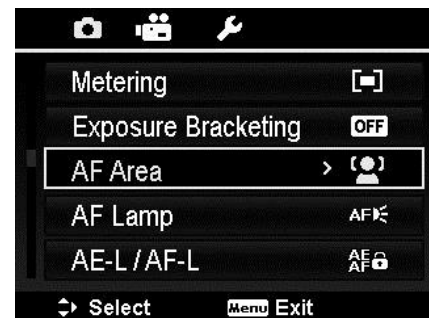 Metering
Exposure Bracketing OFF
AF Area >
AF Lamp AF
AE-L / AF-L AE AF
Select Menu Exit